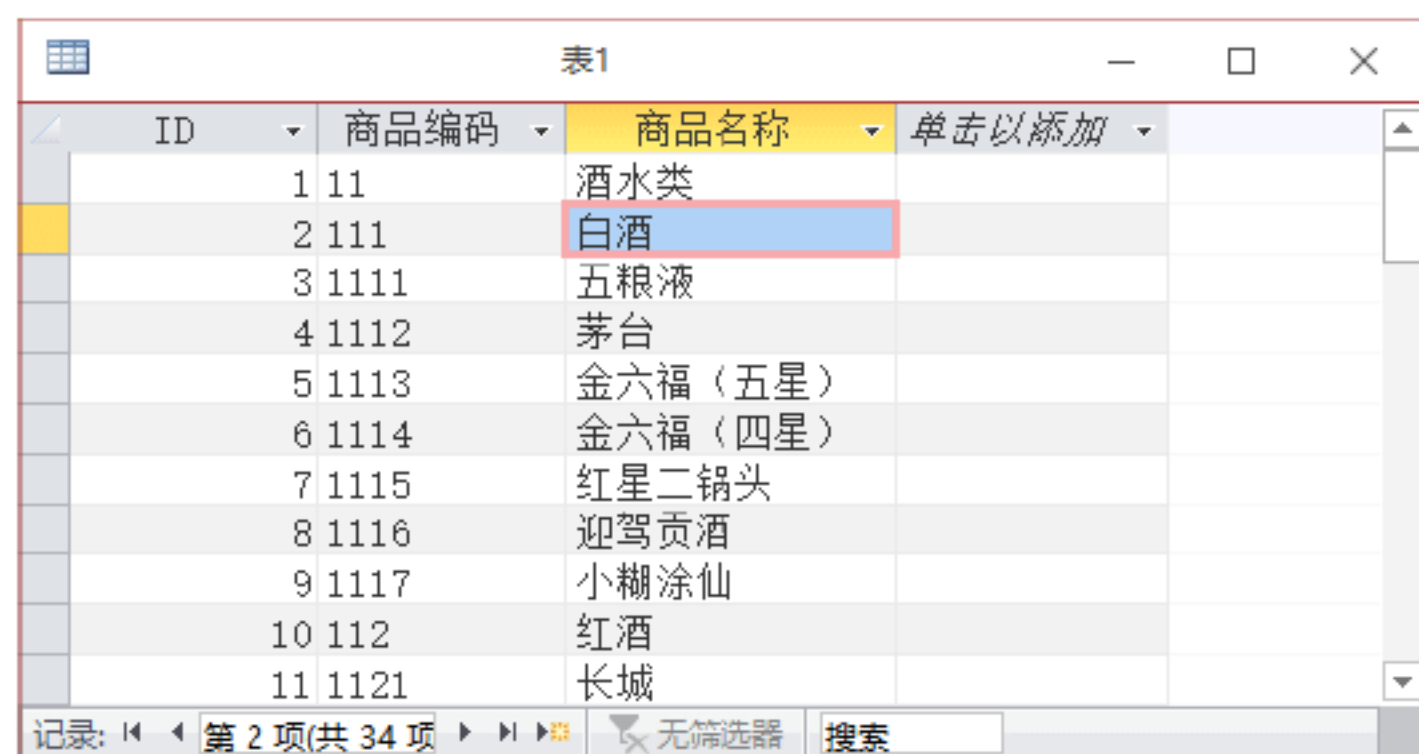 表1
ID 商品编码 商品名称 单击以添加
1 11 酒水类
2 111 白酒
3 1111 五粮液
4 1112 茅台
5 1113 金六福（五星）
6 1114 金六福（四星）
7 1115 红星二锅头
8 1116 迎驾贡酒
9 1117 小糊涂仙
10 112 红酒
11 1121 长城
记录: 第 2 项(共 34 项 无筛选器 搜索